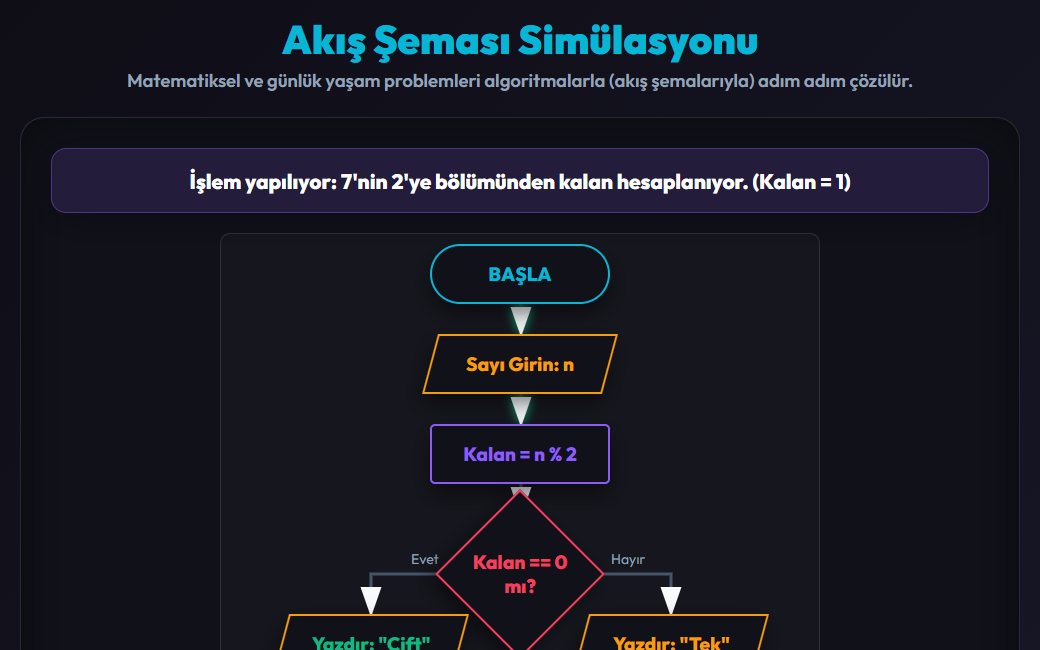 Akış Şeması Simülasyonu
Matematiksel ve günlük yaşam problemleri algoritmalarla (akış şemalarıyla) adım adım çözülür.
İşlem yapılıyor: 7'nin 2'ye bölümünden kalan hesaplanıyor. (Kalan = 1)
BAŞLA
Sayı Girin: n
Kalan = n % 2
Kalan == 0
mı?
Evet
Hayır
Yazdır: "Çift"
Yazdır: "Tek"